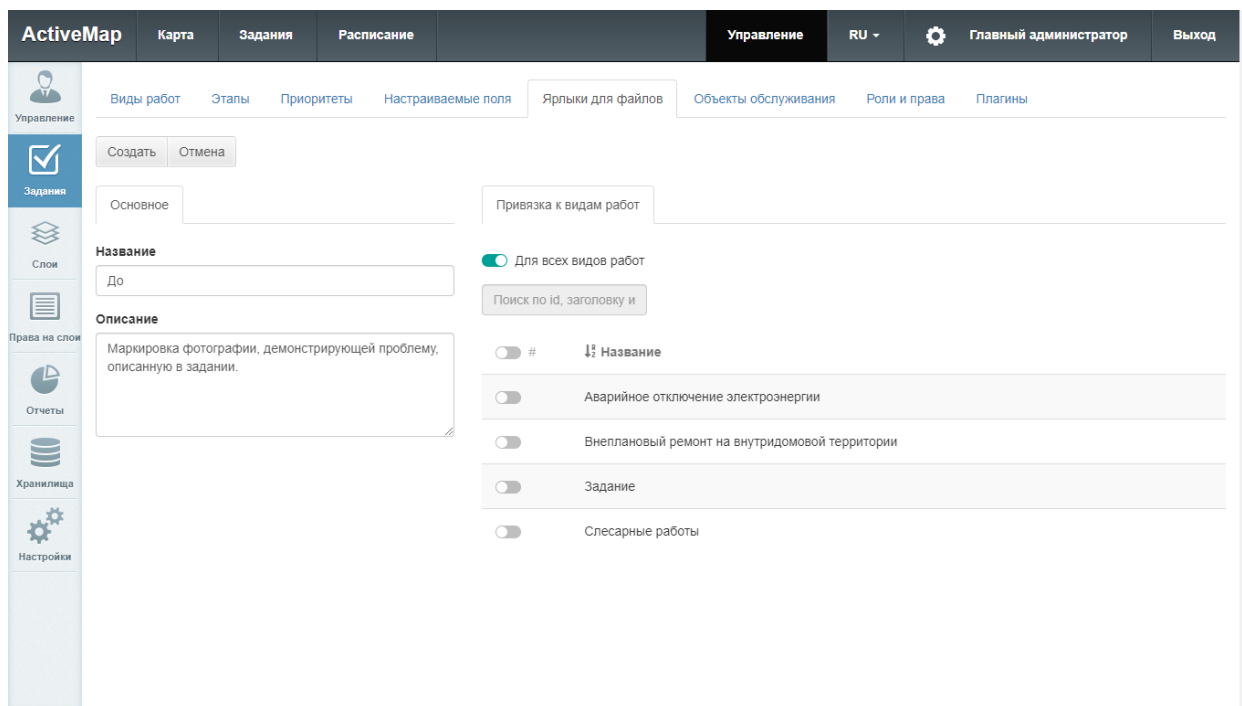 ActiveMap Карта Задания Расписание Управление RU Главный администратор Выход
Управление
Задания
Слои
Права на слои
Отчеты
Хранилища
Настройки
Виды работ Этапы Приоритеты Настраиваемые поля Ярлыки для файлов Объекты обслуживания Роли и права Плагины
Создать Отмена
Основное
Название
До
Описание
Маркировка фотографии, демонстрирующей проблему,
описанную в задании.
Привязка к видам работ
Для всех видов работ
Поиск по id, заголовку и
# Название
Аварийное отключение электроэнергии
Внеплановый ремонт на внутридомовой территории
Задание
Слесарные работы